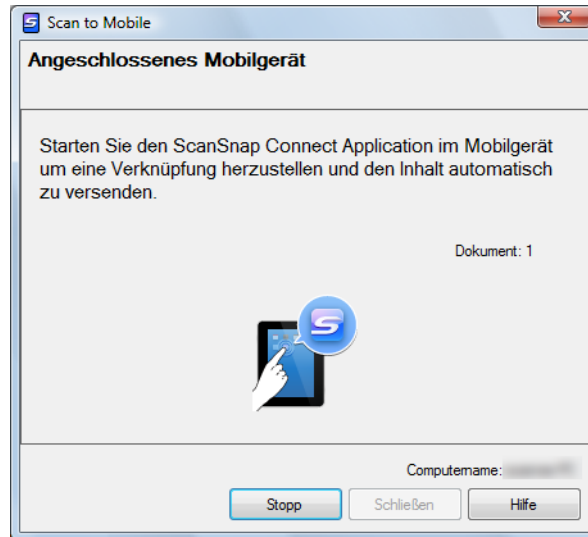 Scan to Mobile
Angeschlossenes Mobilgerät
Starten Sie den ScanSnap Connect Application im Mobilgerät
um eine Verknüpfung herzustellen und den Inhalt automatisch
zu versenden.
Dokument: 1
Computername:
Stopp Schließen Hilfe